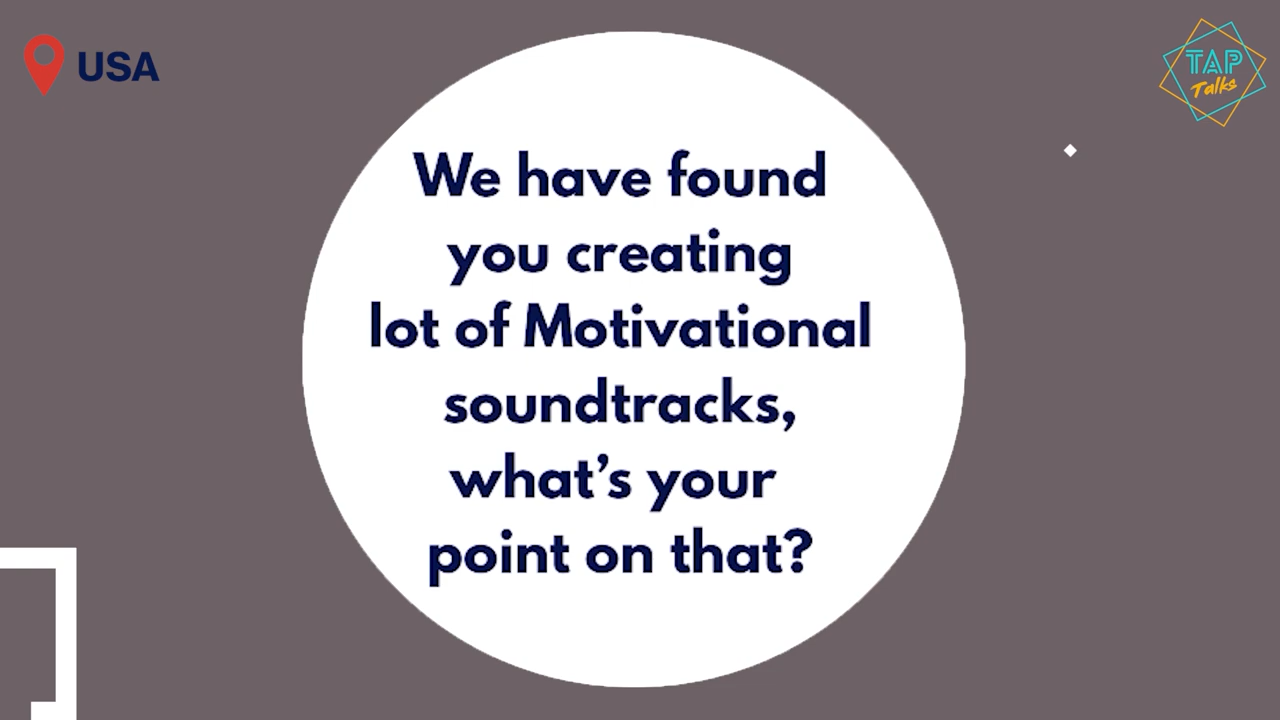 USA
TAP
Talks
We have found
you creating
lot of Motivational
soundtracks,
what’s your
point on that?